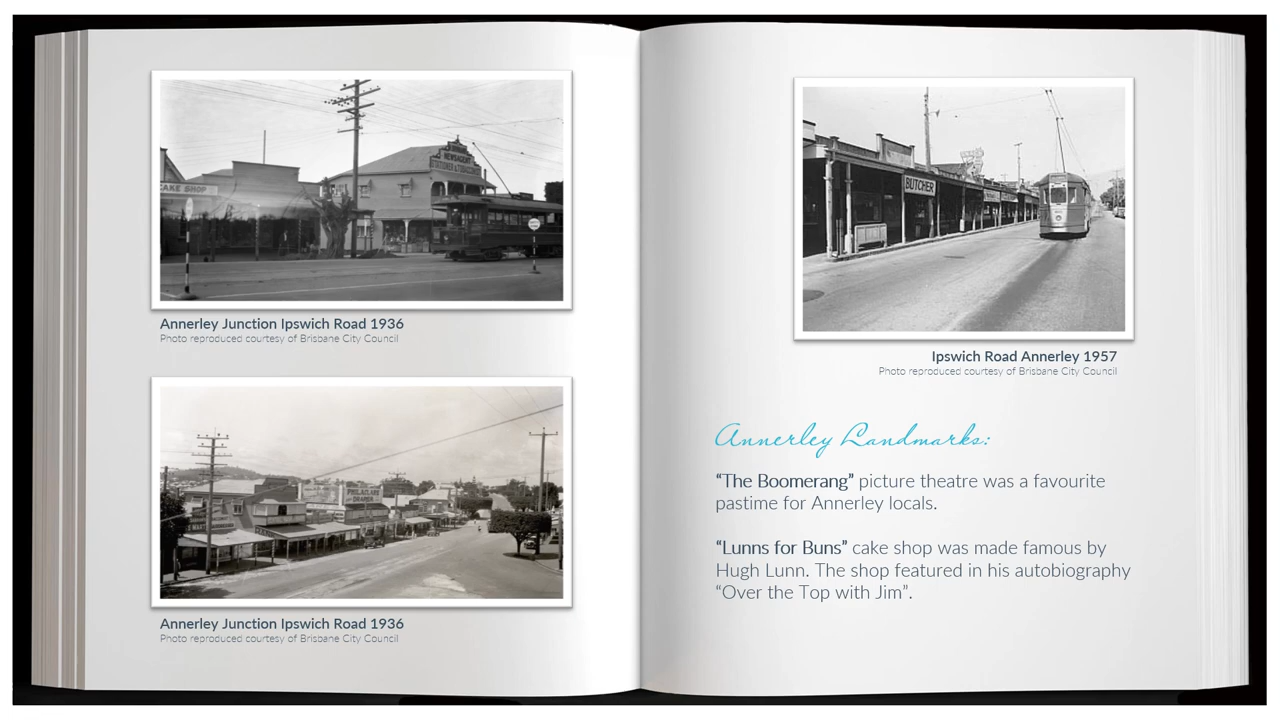 CAKE SHOP
NEWSAGENT
STATIONER & TOBACCONIST
Annerley Junction Ipswich Road 1936
Photo reproduced courtesy of Brisbane City Council
Annerley Junction Ipswich Road 1936
Photo reproduced courtesy of Brisbane City Council
BUTCHER
Ipswich Road Annerley 1957
Photo reproduced courtesy of Brisbane City Council
Annerley Landmarks:
“The Boomerang” picture theatre was a favourite
pastime for Annerley locals.
“Lunns for Buns” cake shop was made famous by
Hugh Lunn. The shop featured in his autobiography
“Over the Top with Jim”.